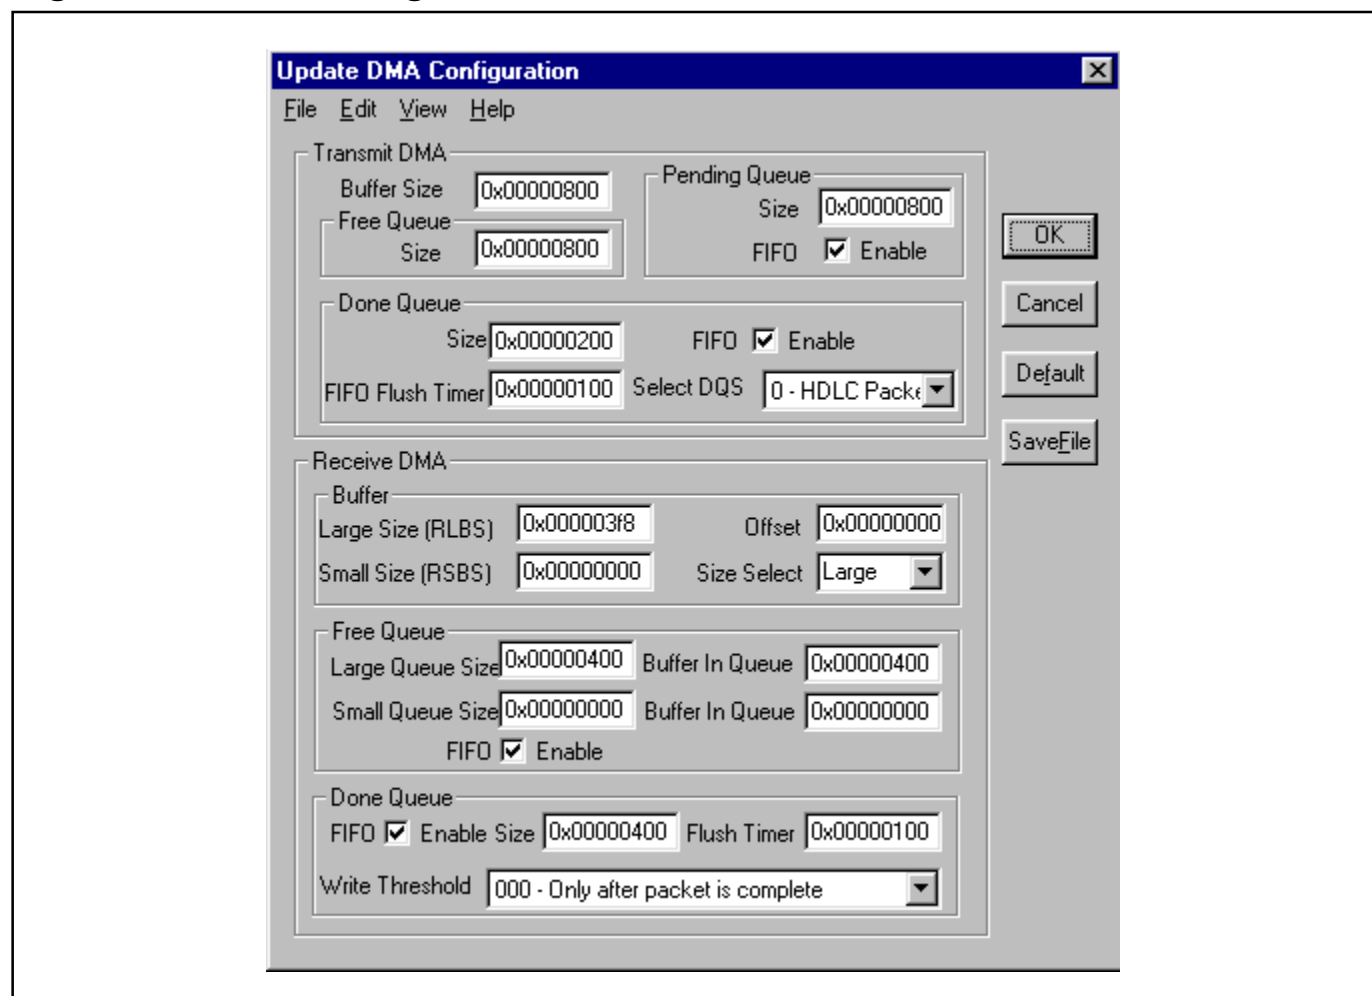 Update DMA Configuration
File Edit View Help
Transmit DMA
Buffer Size 0x00000800
Free Queue
Size 0x00000800
Pending Queue
Size 0x00000800
FIFO Enable
Done Queue
Size 0x00000200 FIFO Enable
FIFO Flush Timer 0x00000100 Select DQS 0 - HDLC Packe
Receive DMA
Buffer
Large Size (RLBS) 0x000003f8 Offset 0x00000000
Small Size (RSBS) 0x00000000 Size Select Large
Free Queue
Large Queue Size 0x00000400 Buffer In Queue 0x00000400
Small Queue Size 0x00000000 Buffer In Queue 0x00000000
FIFO Enable
Done Queue
FIFO Enable Size 0x00000400 Flush Timer 0x00000100
Write Threshold 000 - Only after packet is complete
OK
Cancel
Default
SaveFile